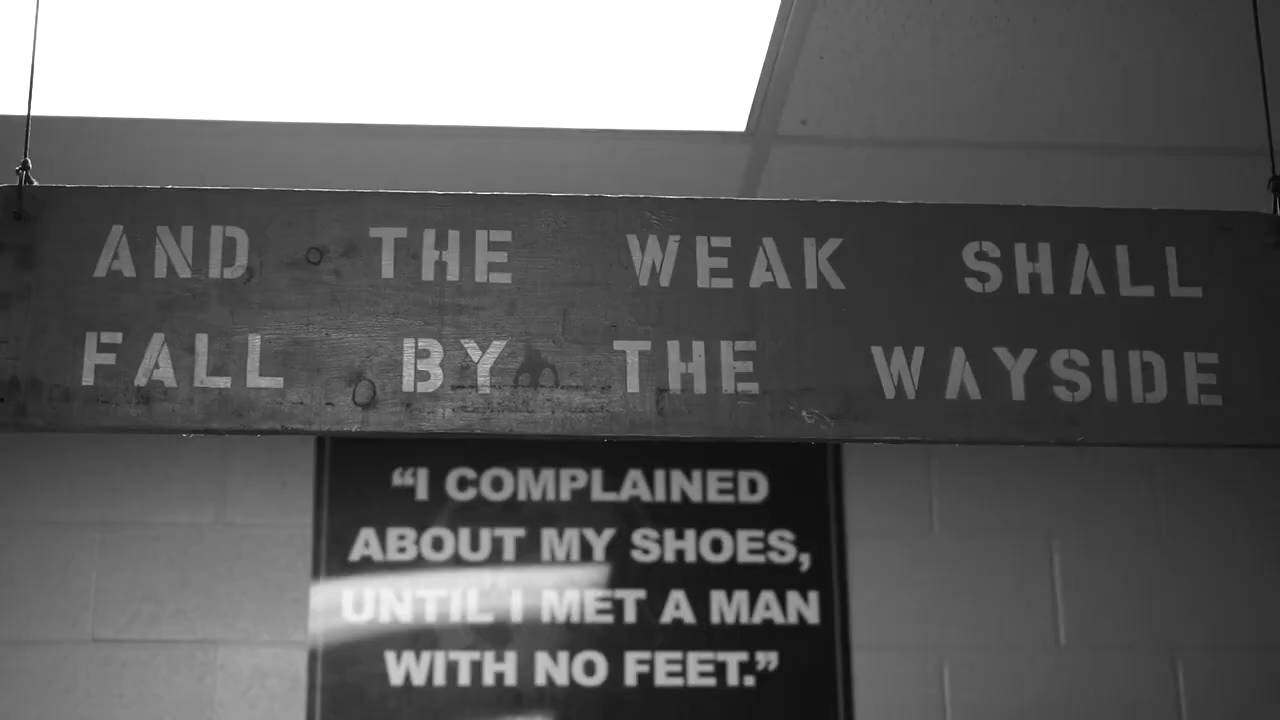 AND THE WEAK SHALL
FALL BY THE WAYSIDE
“I COMPLAINED
ABOUT MY SHOES,
UNTIL I MET A MAN
WITH NO FEET.”